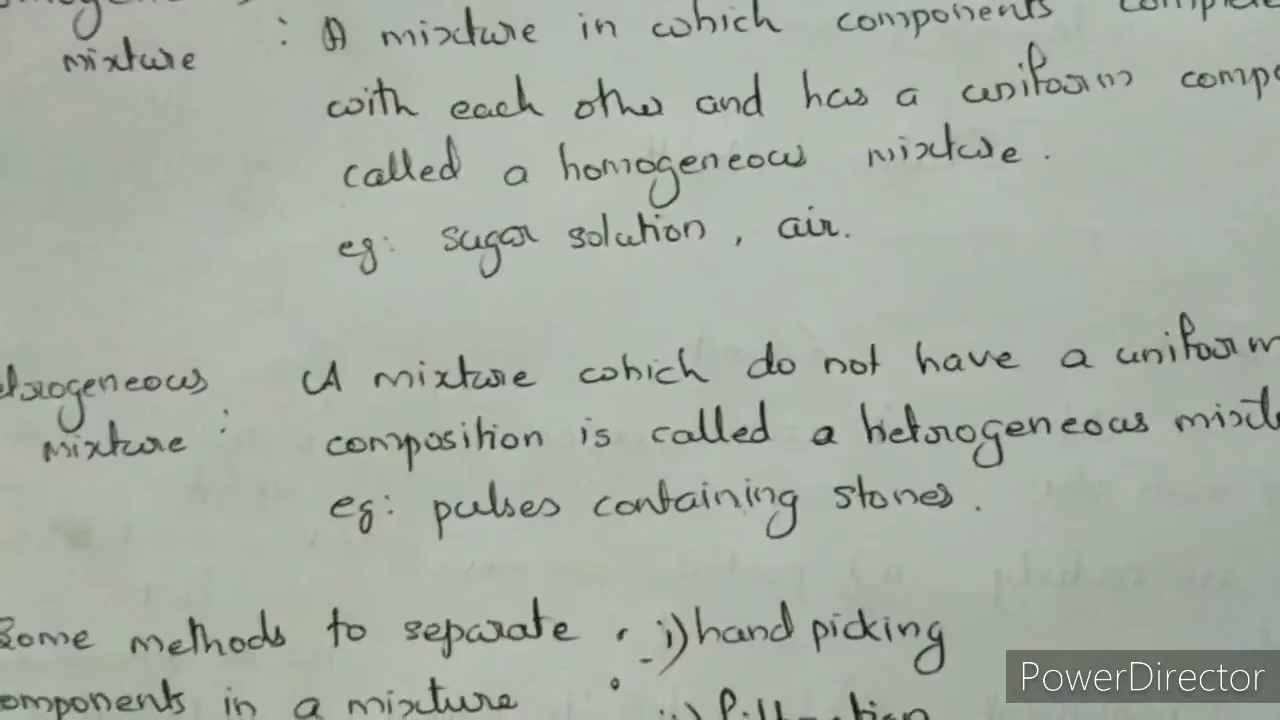 mixture : A mixture in which components
with each other and has a uniform
called a homogeneous mixture.
eg: sugar solution, air.
A mixture which do not have a uniform
mixture : composition is called a hetrogeneous
eg: pulses containing stones.
Some methods to separate : i) hand picking
in a mixture
PowerDirector